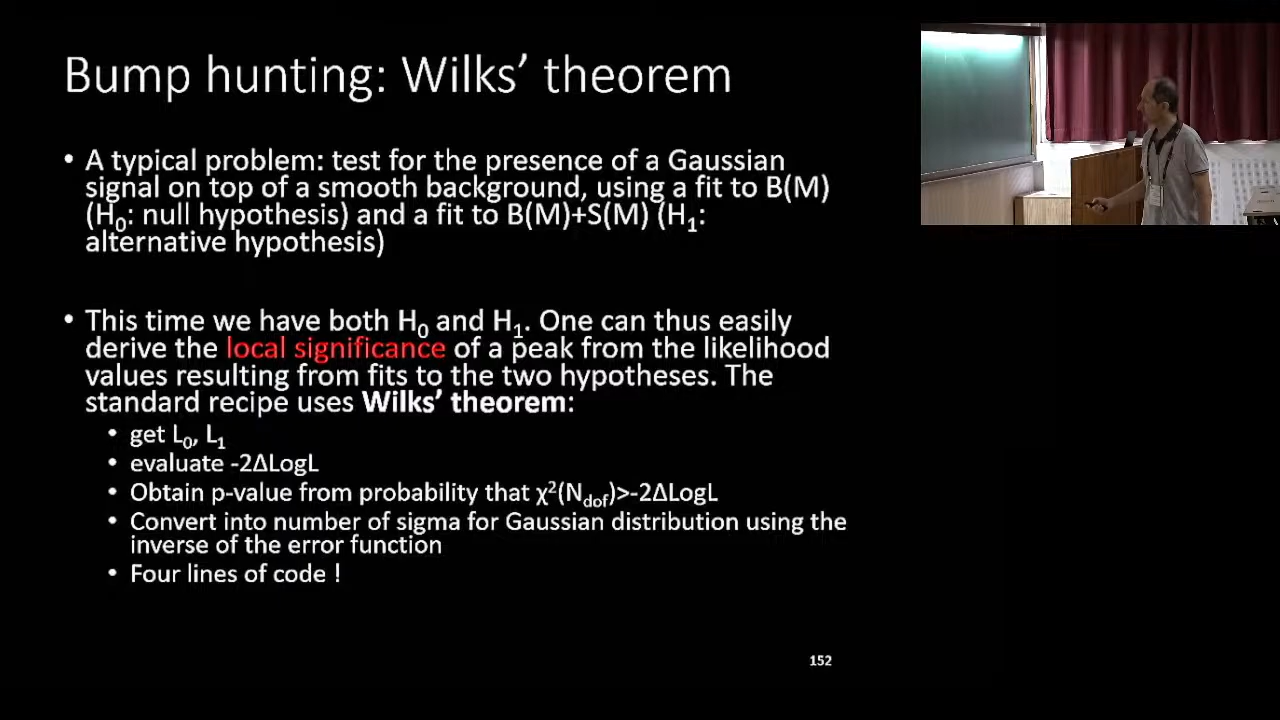 Bump hunting: Wilks’ theorem
• A typical problem: test for the presence of a Gaussian
signal on top of a smooth background, using a fit to B(M)
(H₀: null hypothesis) and a fit to B(M)+S(M) (H₁:
alternative hypothesis)
• This time we have both H₀ and H₁. One can thus easily
derive the local significance of a peak from the likelihood
values resulting from fits to the two hypotheses. The
standard recipe uses Wilks’ theorem:
• get L₀, L₁
• evaluate -2ΔLogL
• Obtain p-value from probability that χ²(N_dof)>-2ΔLogL
• Convert into number of sigma for Gaussian distribution using the
inverse of the error function
• Four lines of code !
152